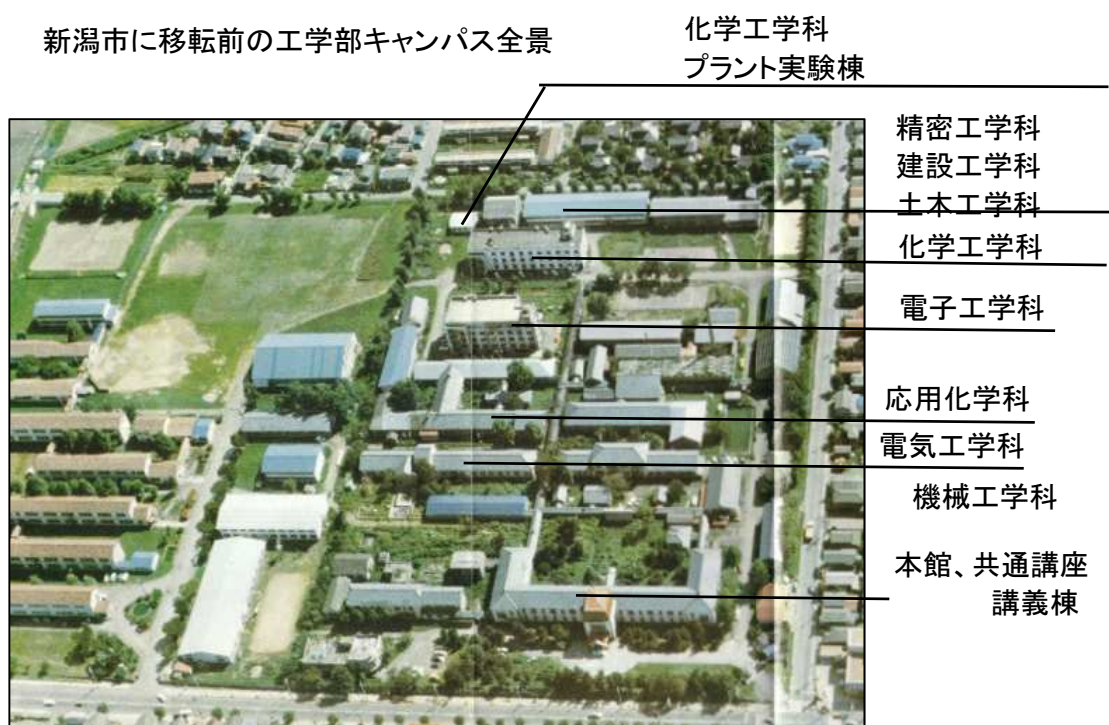 新潟市に移転前の工学部キャンパス全景
化学工学科
プラント実験棟
精密工学科
建設工学科
土木工学科
化学工学科
電子工学科
応用化学科
電気工学科
機械工学科
本館、共通講座
講義棟